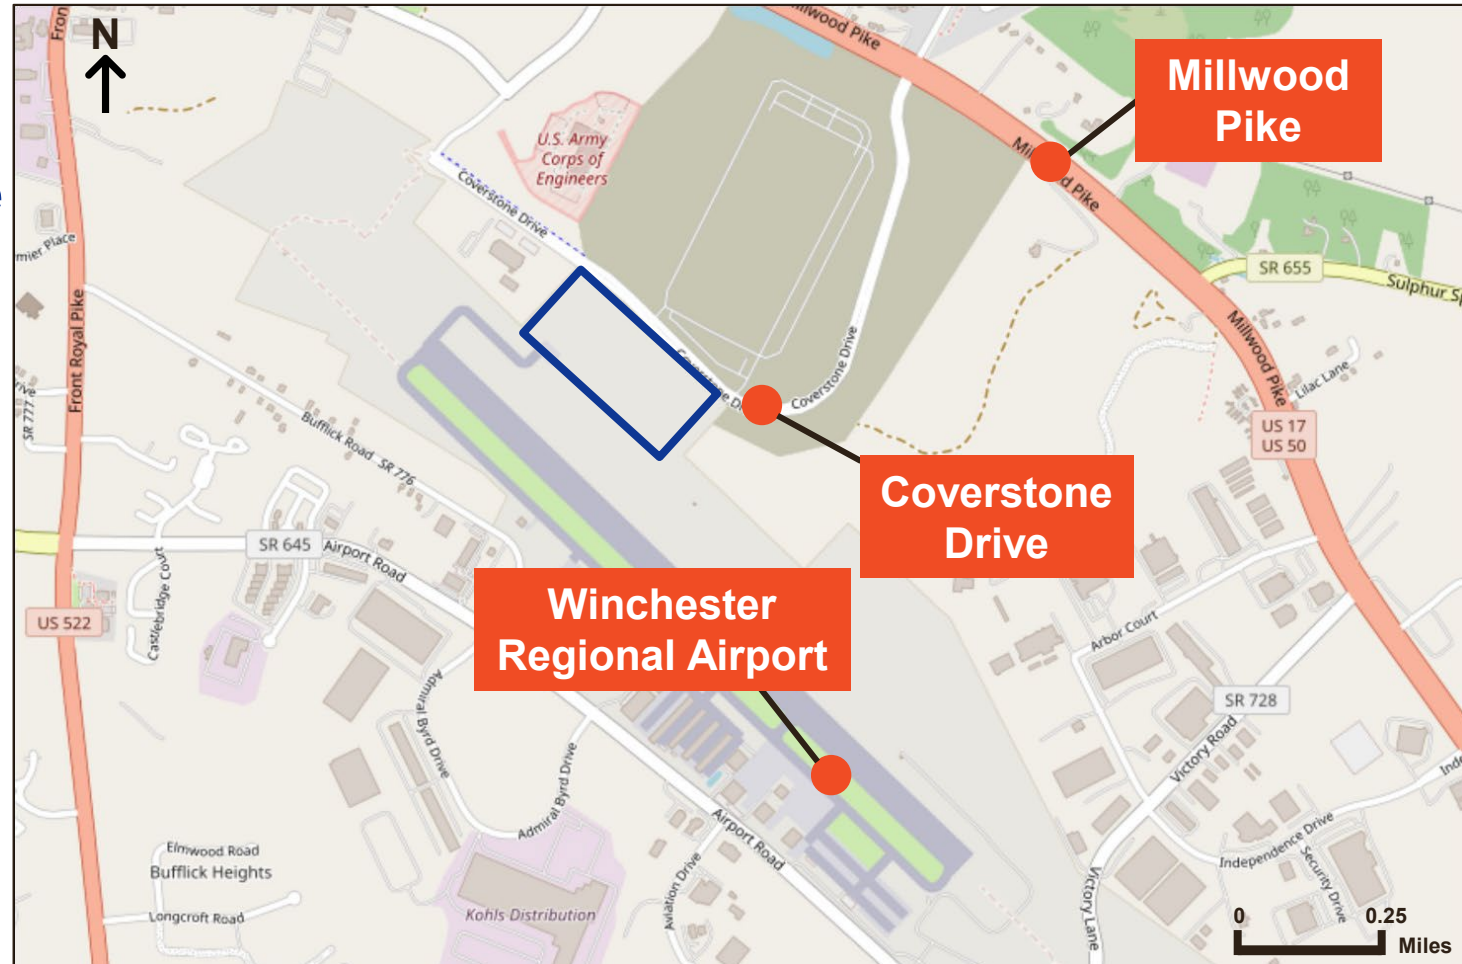 N
Millwood Pike
Millwood
Pike
U.S. Army
Corps of
Engineers
Millwood Pike
Coverstone Drive
SR 655
Front Royal Pike
Millwood Pike
Lilac Lane
SR 777
Coverstone Drive
US 17
US 50
Bufflick Road
SR 776
Coverstone
Drive
SR 645
Airport Road
Castlebridge Court
Winchester
Regional Airport
US 522
Arbor Court
SR 728
Victory Road
Admiral Byrd Drive
Admiral Byrd Drive
Airport Road
Elmwood Road
Bufflick Heights
Independence Drive
Security Drive
Longcroft Road
Kohls Distribution
Aviation Drive
Victory Lane
0
0.25
Miles